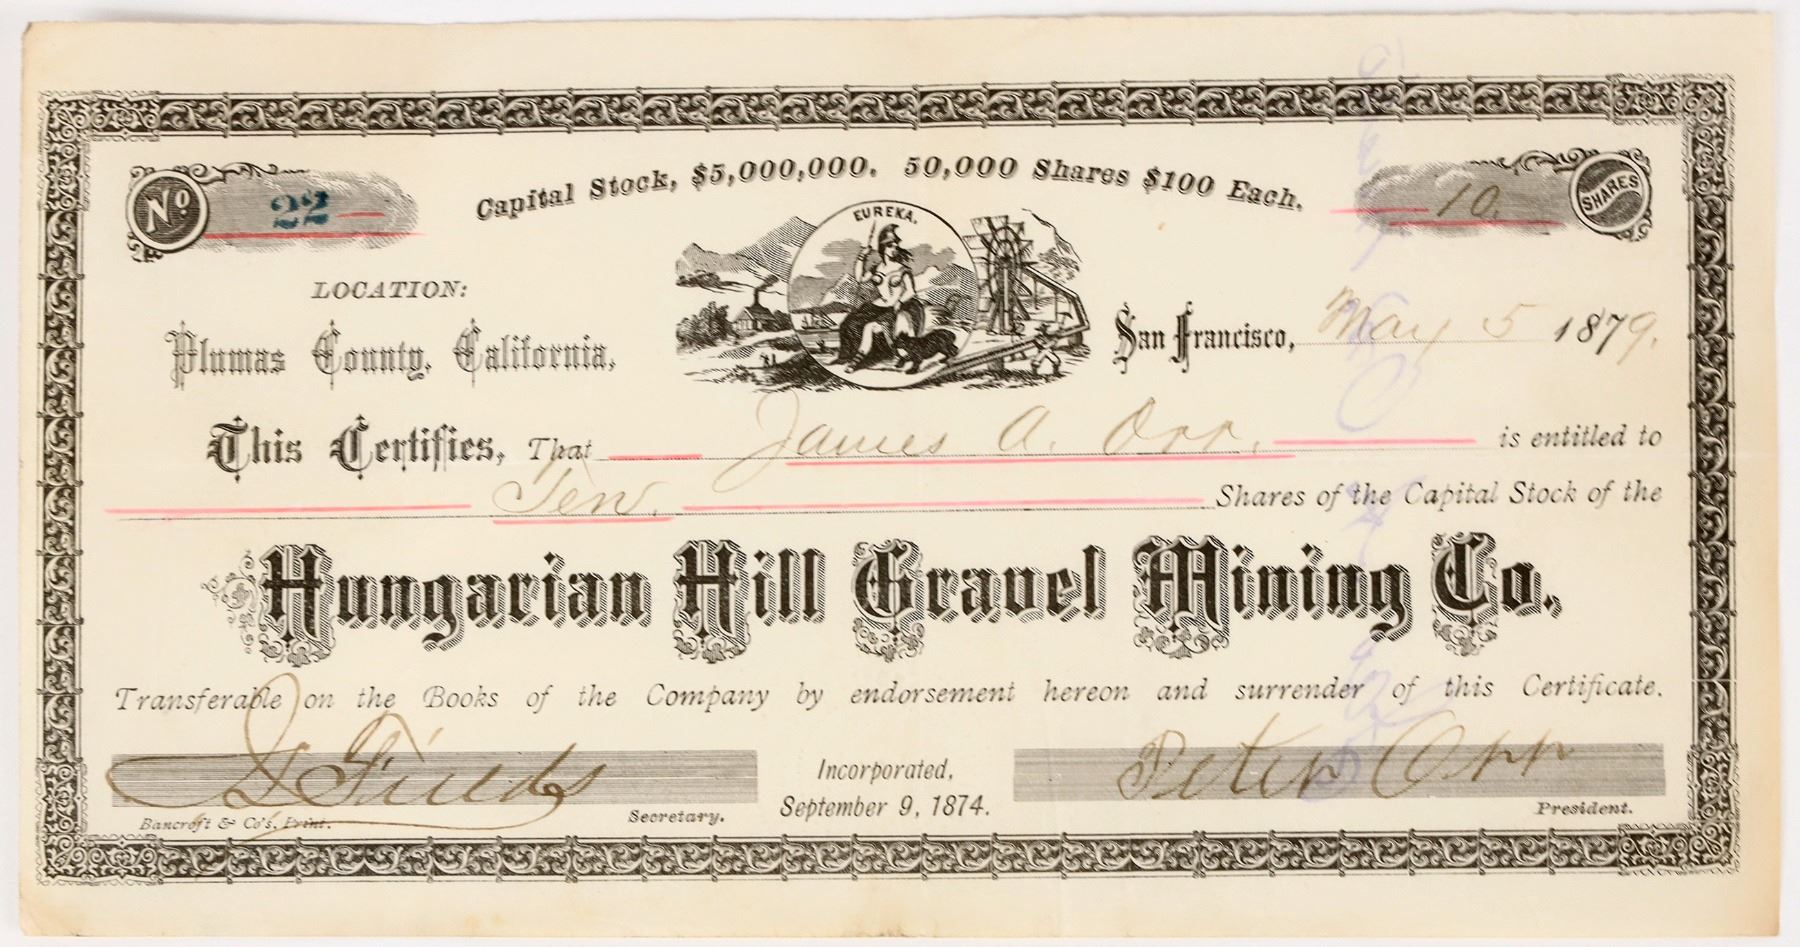 Capital Stock, $5,000,000. 50,000 Shares $100 Each.
No 22
10. SHARES
EUREKA.
LOCATION:
Plumas County, California,
San Francisco, May 5 1879.
This Certifies, That James A. Orr. is entitled to
Ten. Shares of the Capital Stock of the
Hungarian Hill Gravel Mining Co.,
Transferable on the Books of the Company by endorsement hereon and surrender of this Certificate.
Peter Orr
Secretary.
Incorporated,
September 9, 1874.
President.
Bancroft & Co's. Print.